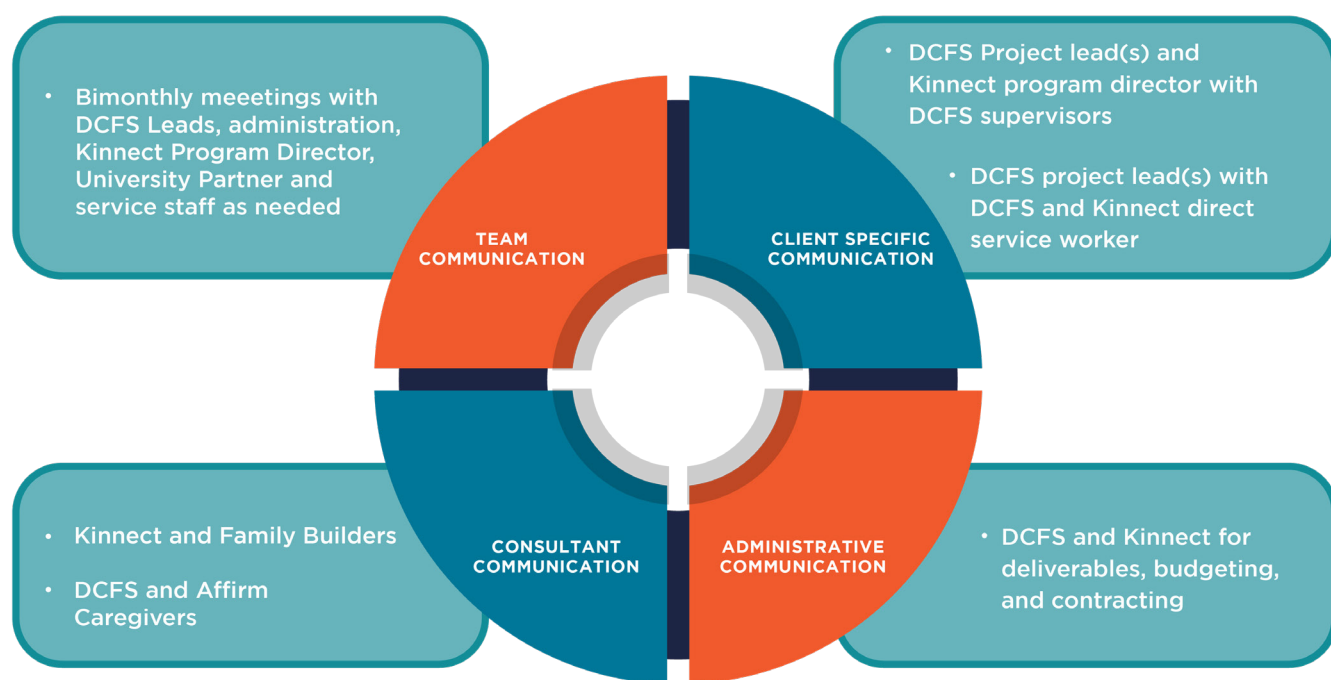 • Bimonthly meeetings with
DCFS Leads, administration,
Kinnect Program Director,
University Partner and
service staff as needed
TEAM
COMMUNICATION
CLIENT SPECIFIC
COMMUNICATION
• DCFS Project lead(s) and
Kinnect program director with
DCFS supervisors
• DCFS project lead(s) with
DCFS and Kinnect direct
service worker
• Kinnect and Family Builders
• DCFS and Affirm
Caregivers
CONSULTANT
COMMUNICATION
ADMINISTRATIVE
COMMUNICATION
• DCFS and Kinnect for
deliverables, budgeting,
and contracting